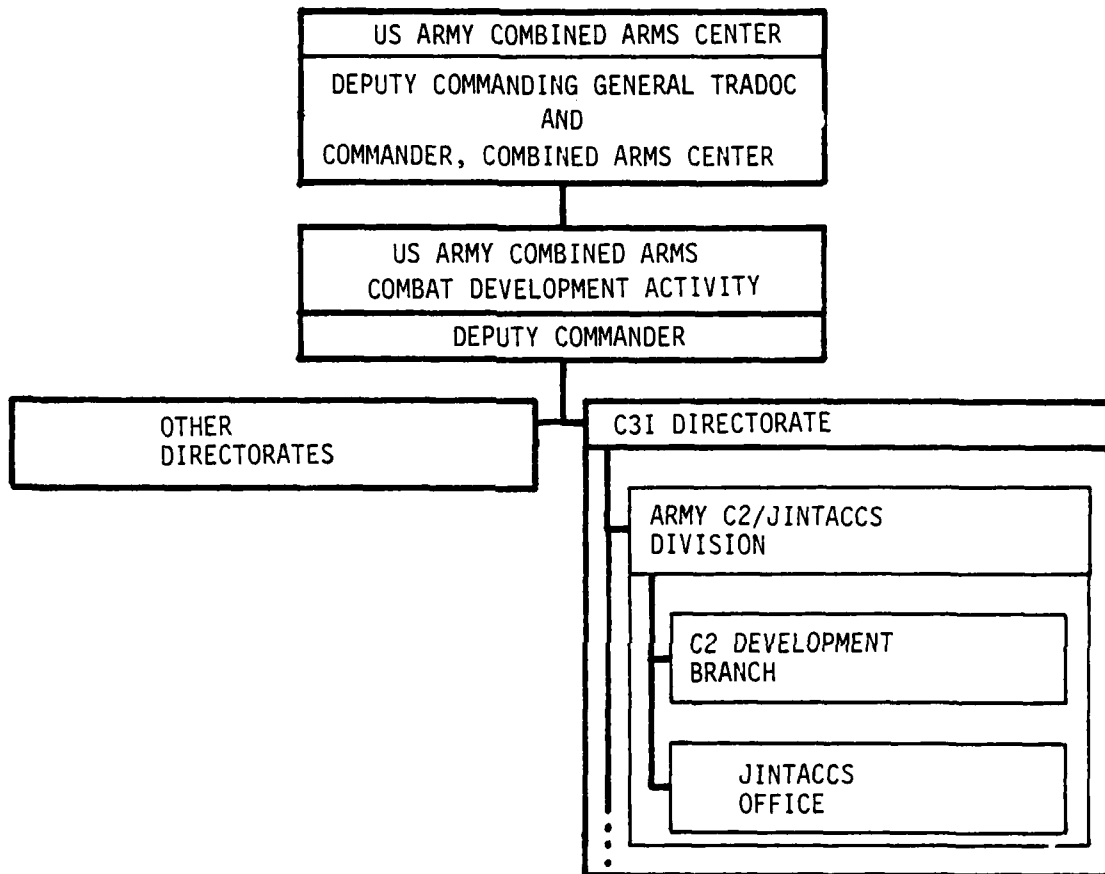 US ARMY COMBINED ARMS CENTER
DEPUTY COMMANDING GENERAL TRADOC
AND
COMMANDER, COMBINED ARMS CENTER
US ARMY COMBINED ARMS
COMBAT DEVELOPMENT ACTIVITY
DEPUTY COMMANDER
OTHER
DIRECTORATES
C3I DIRECTORATE
ARMY C2/JINTACCS
DIVISION
C2 DEVELOPMENT
BRANCH
JINTACCS
OFFICE